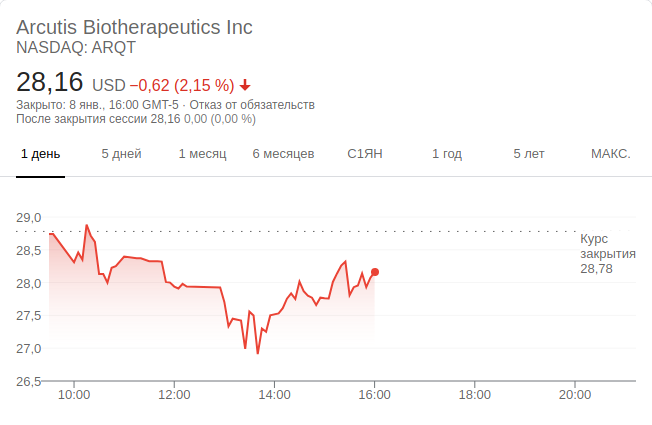 Arcutis Biotherapeutics Inc
NASDAQ: ARQT
28,16 USD −0,62 (2,15 %)
Закрыто: 8 янв., 16:00 GMT-5 · Отказ от обязательств
После закрытия сессии 28,16 0,00 (0,00 %)
1 день 5 дней 1 месяц 6 месяцев С1ЯН 1 год 5 лет МАКС.
29,0
Курс
закрытия
28,78
28,5
28,0
27,5
27,0
26,5
10:00 12:00 14:00 16:00 18:00 20:00